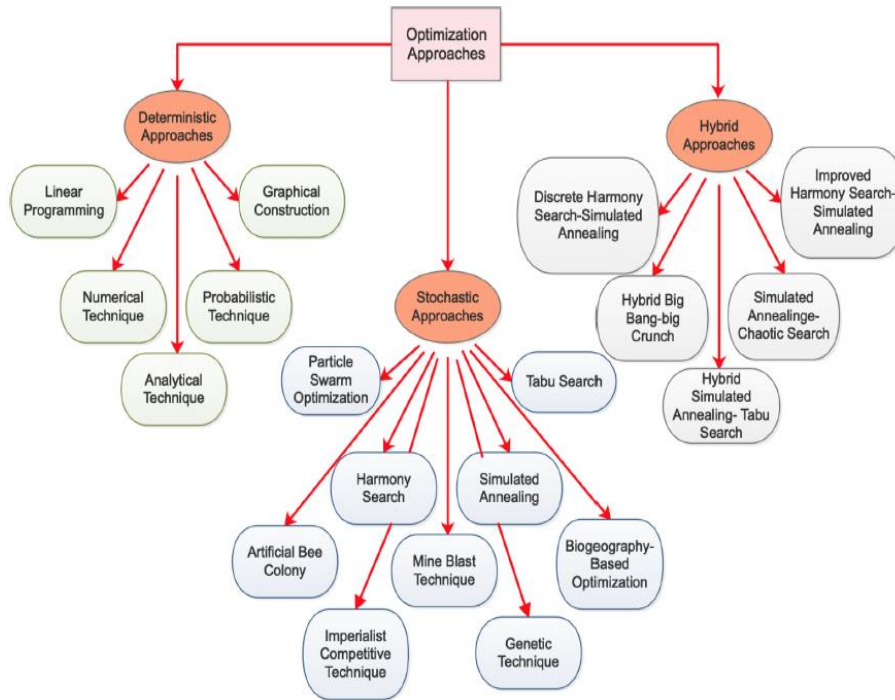 Optimization
Approaches
Deterministic
Approaches
Hybrid
Approaches
Linear
Programming
Graphical
Construction
Discrete Harmony
Search-Simulated
Annealing
Improved
Harmony Search-
Simulated
Annealing
Numerical
Technique
Probabilistic
Technique
Analytical
Technique
Stochastic
Approaches
Hybrid Big
Bang-big
Crunch
Simulated
Annealinge-
Chaotic Search
Hybrid
Simulated
Annealing- Tabu
Search
Particle
Swarm
Optimization
Tabu Search
Harmony
Search
Simulated
Annealing
Artificial Bee
Colony
Mine Blast
Technique
Biogeography-
Based
Optimization
Imperialist
Competitive
Technique
Genetic
Technique